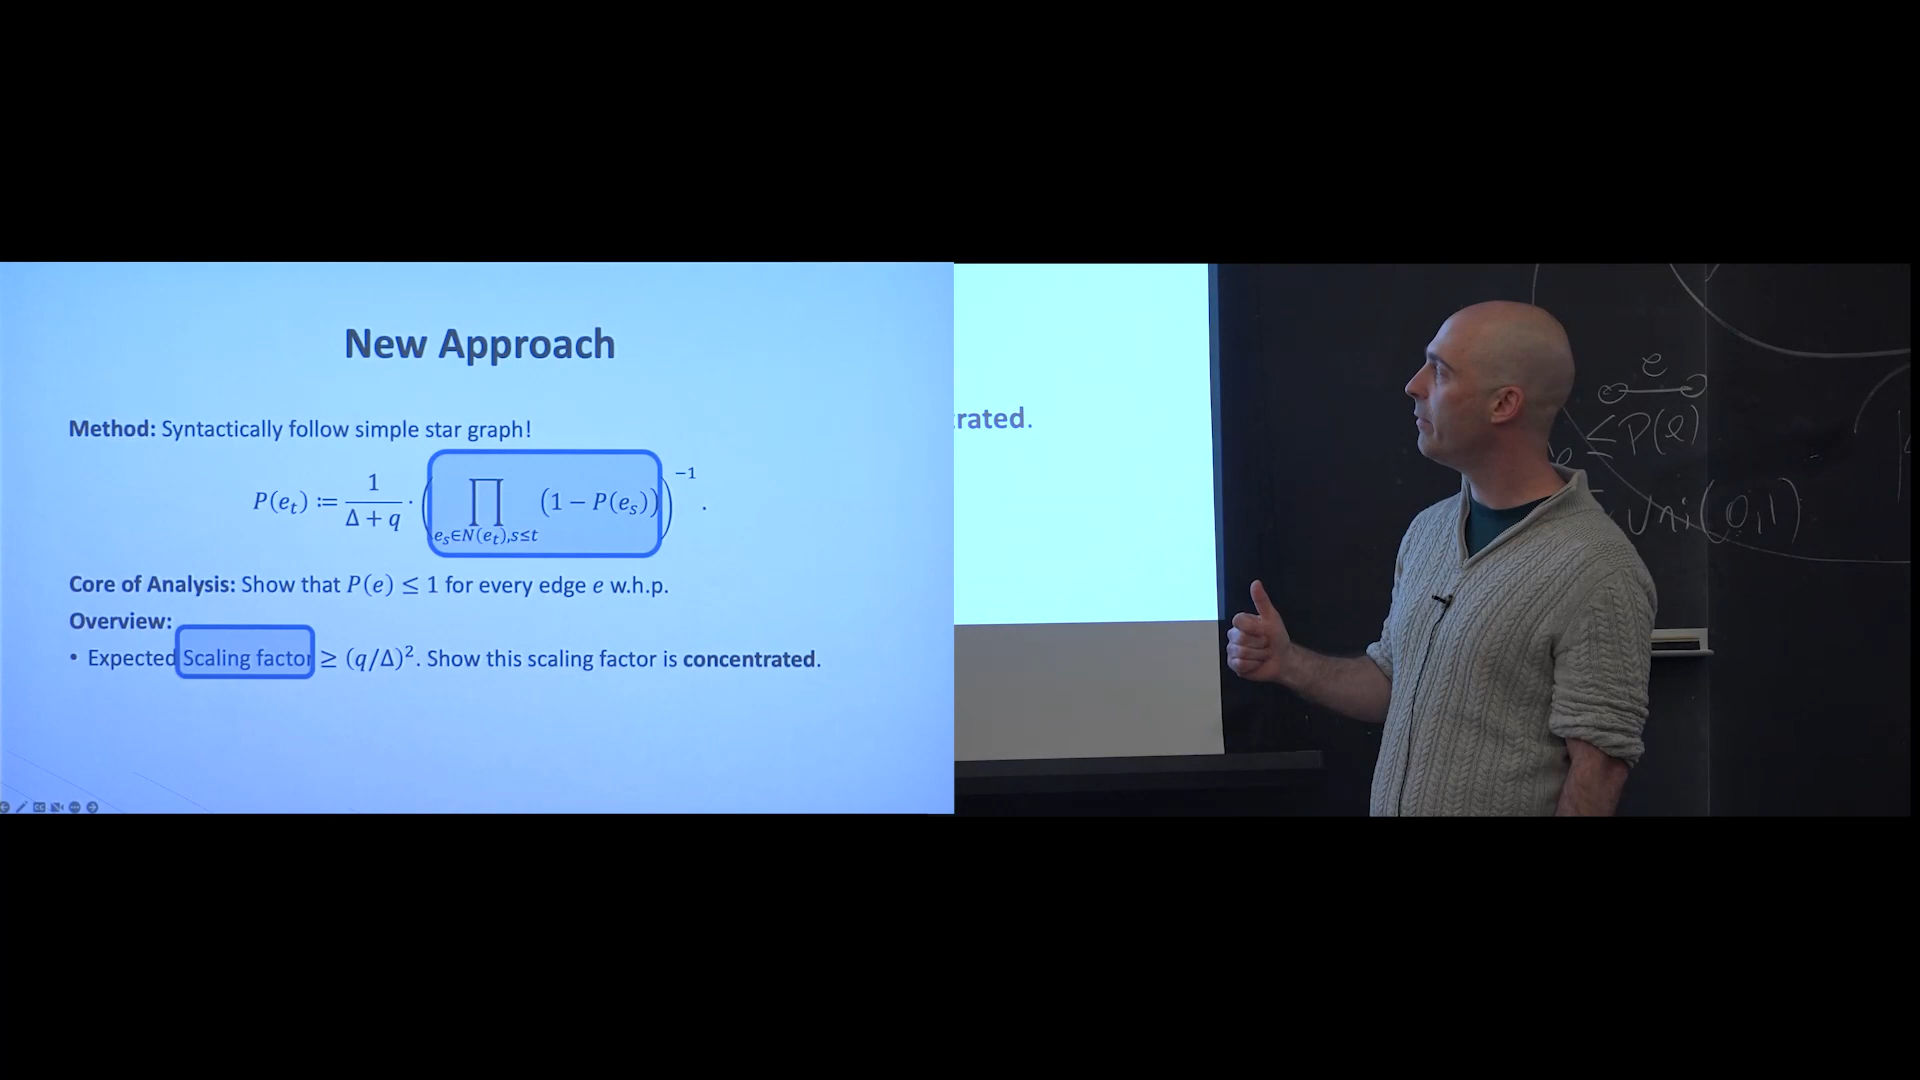 New Approach
Method: Syntactically follow simple star graph!
P(e_t) := 1/(Δ + q) · (∏_{e_s∈N(e_t),s≤t} (1 − P(e_s)))^{−1}.
Core of Analysis: Show that P(e) ≤ 1 for every edge e w.h.p.
Overview:
• Expected Scaling factor ≥ (q/Δ)². Show this scaling factor is concentrated.
rated.
e
≤ P(e)
Uni(0,1)